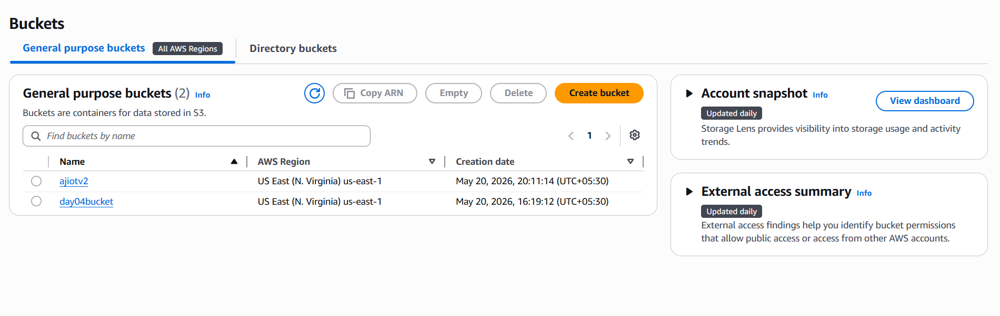 Buckets
General purpose buckets All AWS Regions Directory buckets
General purpose buckets (2) Info
Copy ARN Empty Delete Create bucket
Buckets are containers for data stored in S3.
Find buckets by name
1
Name AWS Region Creation date
ajiotv2 US East (N. Virginia) us-east-1 May 20, 2026, 20:11:14 (UTC+05:30)
day04bucket US East (N. Virginia) us-east-1 May 20, 2026, 16:19:12 (UTC+05:30)
Account snapshot Info
View dashboard
Updated daily
Storage Lens provides visibility into storage usage and activity
trends.
External access summary Info
Updated daily
External access findings help you identify bucket permissions
that allow public access or access from other AWS accounts.